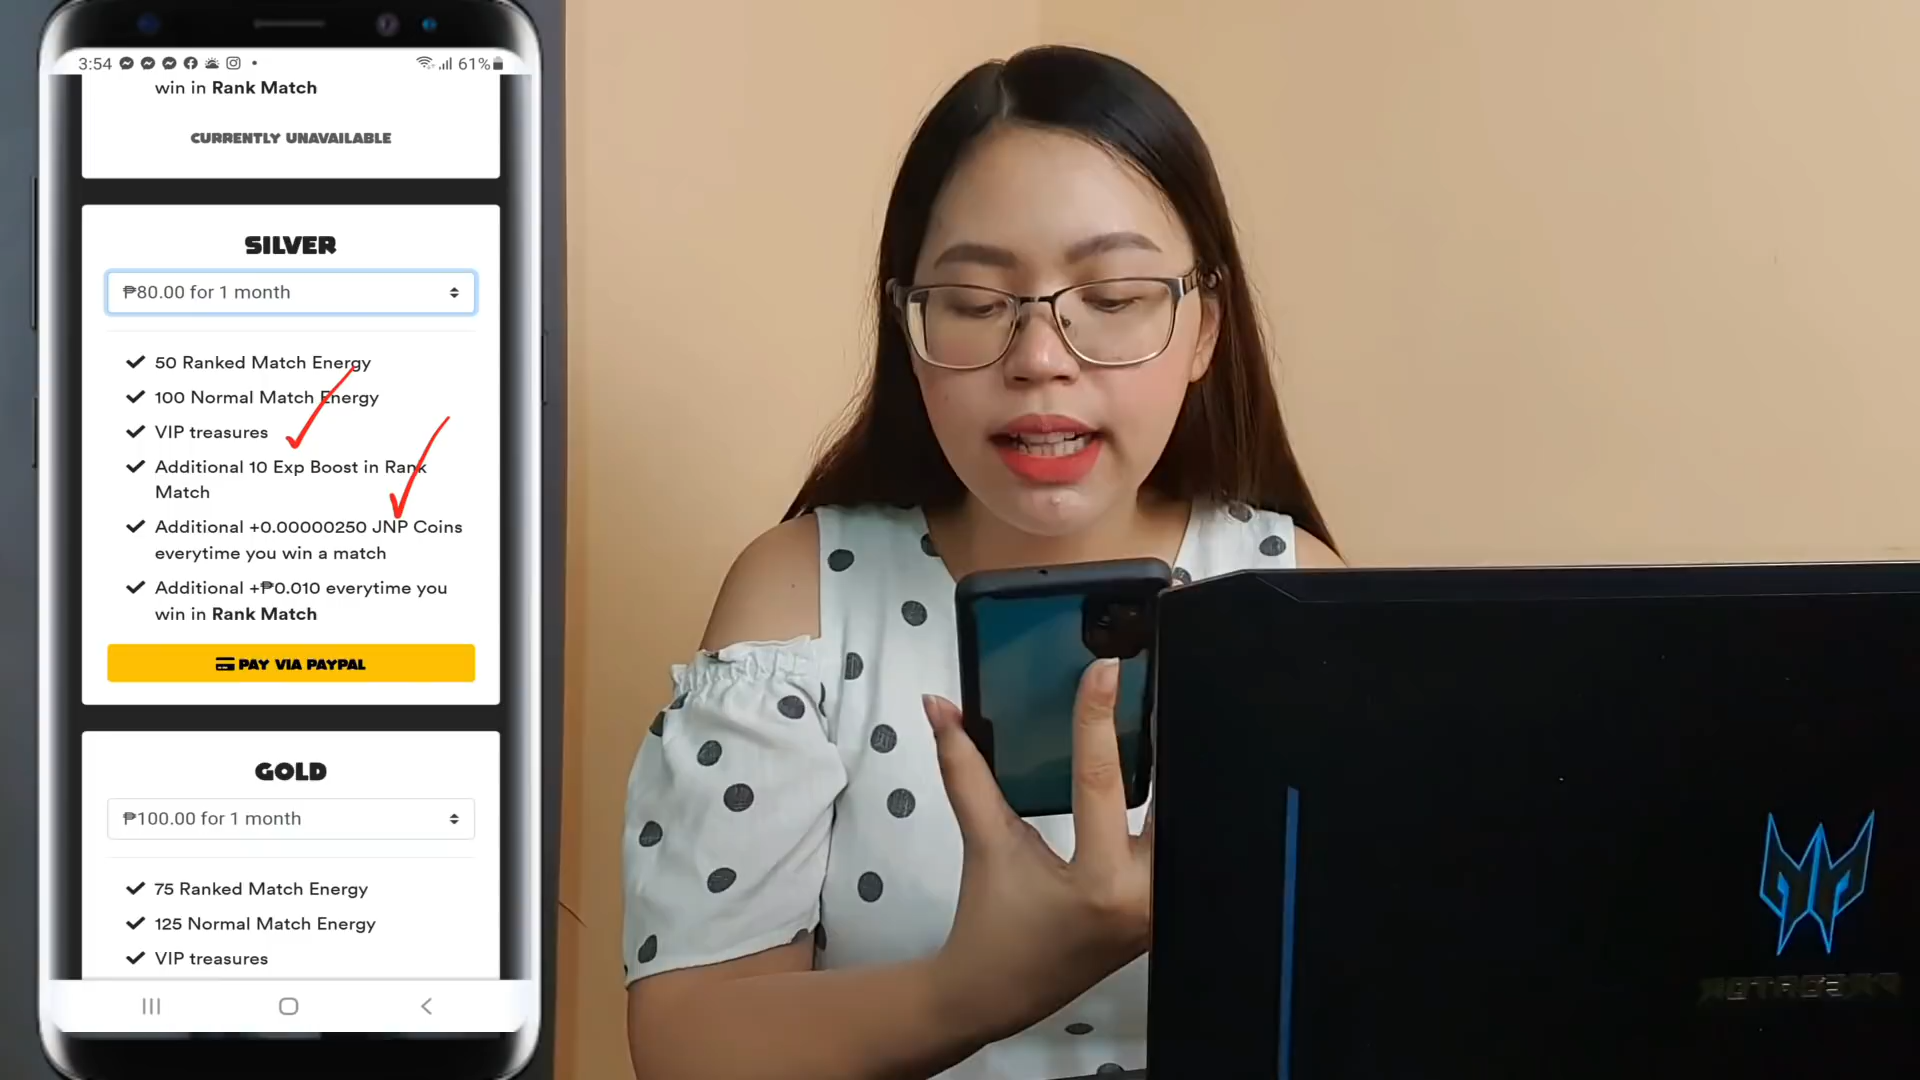 3:54
61%
win in Rank Match
CURRENTLY UNAVAILABLE
SILVER
₱80.00 for 1 month
50 Ranked Match Energy
100 Normal Match Energy
VIP treasures
Additional 10 Exp Boost in Rank
Match
Additional +0.00000250 JNP Coins
everytime you win a match
Additional +₱0.010 everytime you
win in Rank Match
PAY VIA PAYPAL
GOLD
₱100.00 for 1 month
75 Ranked Match Energy
125 Normal Match Energy
VIP treasures
PREDATOR